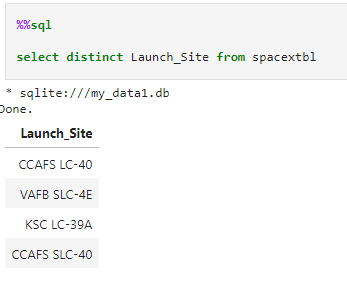 %%sql
select distinct Launch_Site from spacextbl
* sqlite:///my_data1.db
Done.
Launch_Site
CCAFS LC-40
VAFB SLC-4E
KSC LC-39A
CCAFS SLC-40